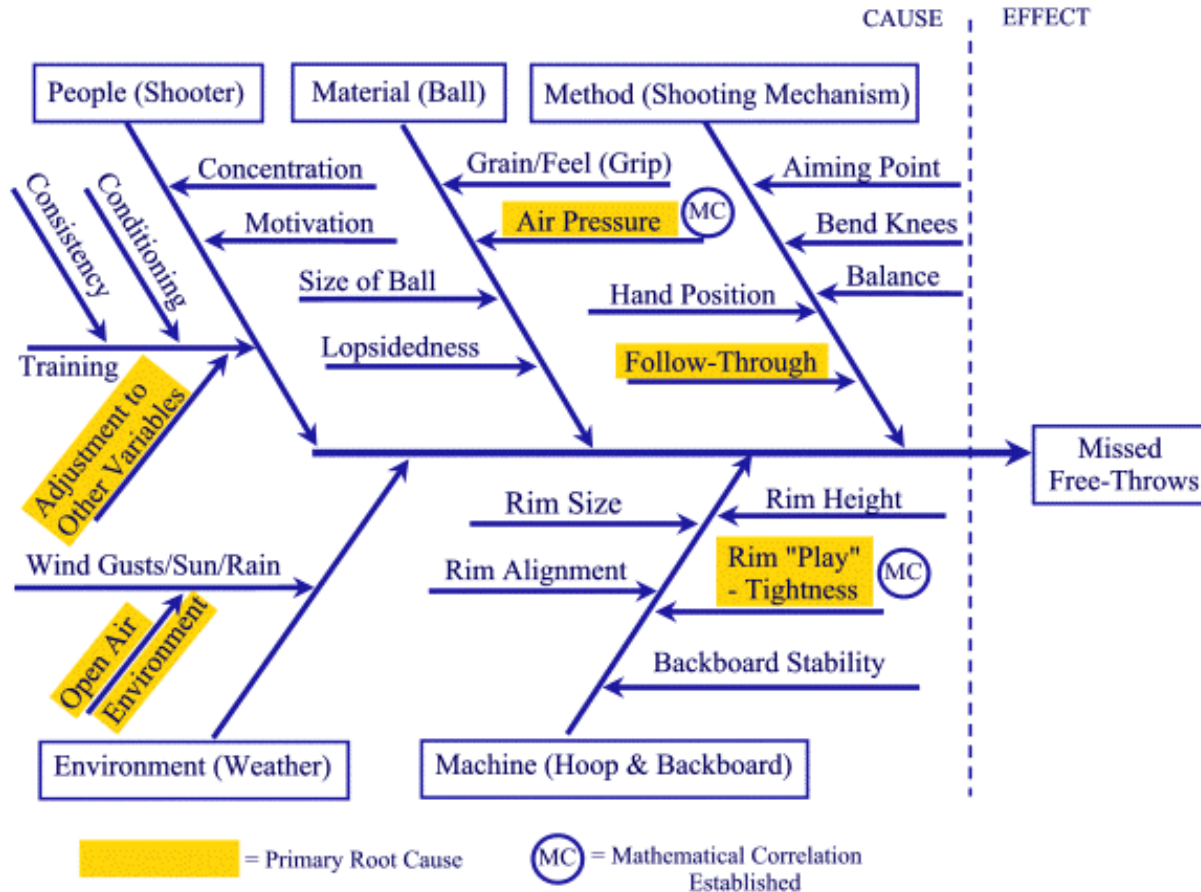 CAUSE
EFFECT
People (Shooter)
Material (Ball)
Method (Shooting Mechanism)
Concentration
Motivation
Consistency
Conditioning
Training
Adjustment to
Other Variables
Grain/Feel (Grip)
Air Pressure
MC
Size of Ball
Lopsidedness
Aiming Point
Bend Knees
Balance
Hand Position
Follow-Through
Missed
Free-Throws
Wind Gusts/Sun/Rain
Open Air
Environment
Rim Size
Rim Height
Rim Alignment
Rim "Play"
- Tightness
MC
Backboard Stability
Environment (Weather)
Machine (Hoop & Backboard)
= Primary Root Cause
MC
= Mathematical Correlation
Established